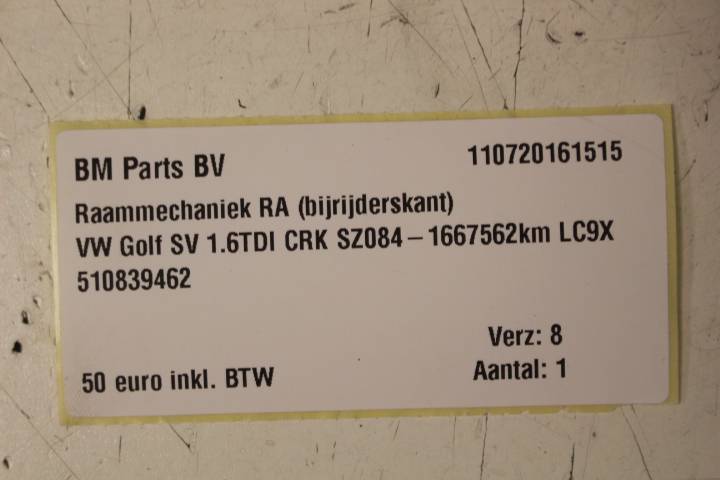 BM Parts BV 110720161515
Raammechaniek RA (bijrijderskant)
VW Golf SV 1.6TDI CRK SZ084-1667562km LC9X
510839462
Verz: 8
50 euro inkl. BTW Aantal: 1